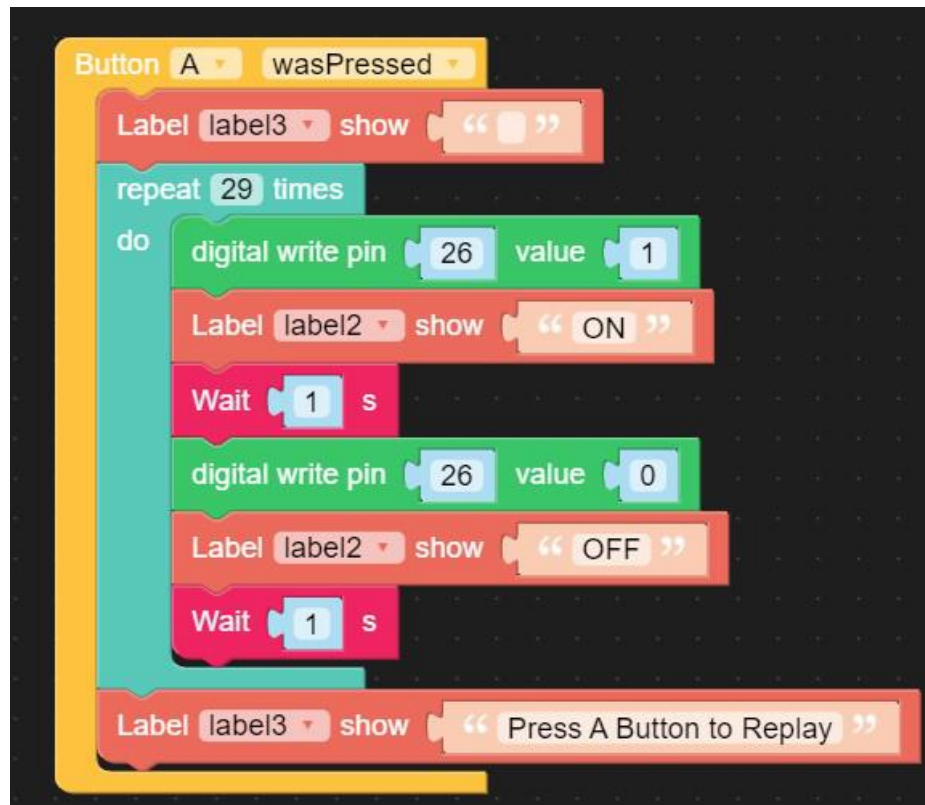 Button A wasPressed
Label label3 show “ ”
repeat 29 times
do
digital write pin 26 value 1
Label label2 show “ ON ”
Wait 1 s
digital write pin 26 value 0
Label label2 show “ OFF ”
Wait 1 s
Label label3 show “ Press A Button to Replay ”